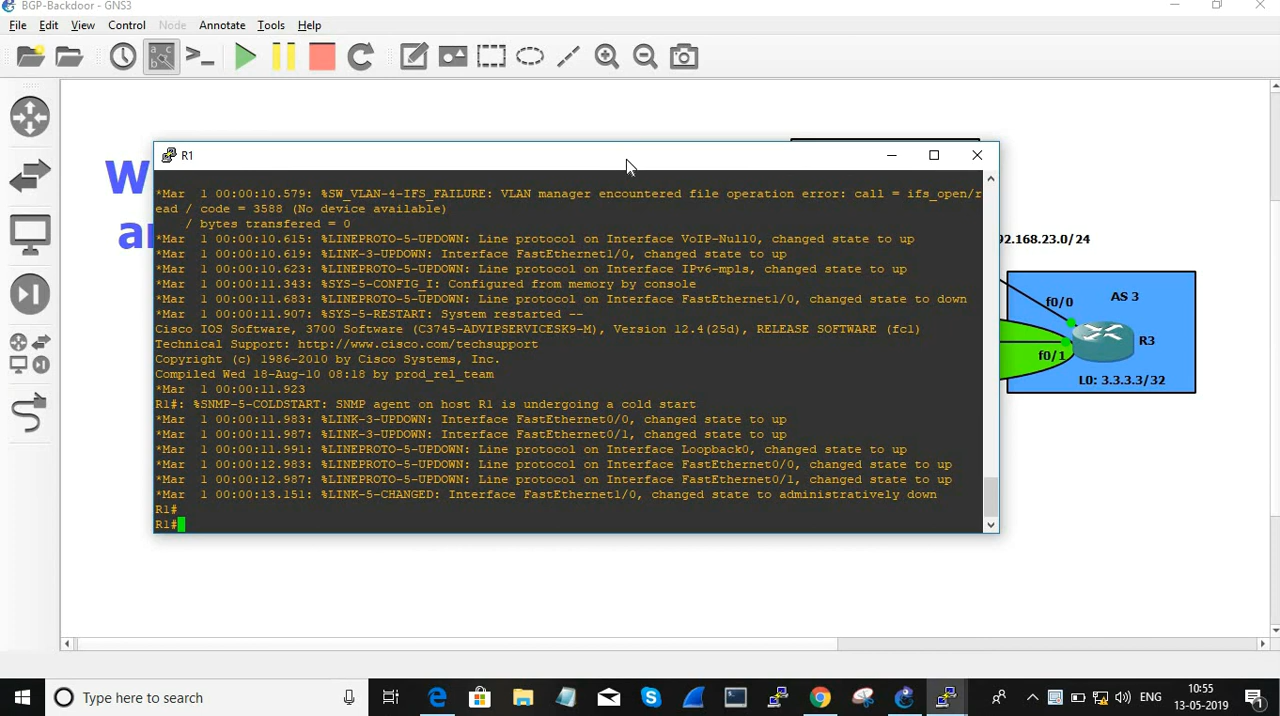 BGP-Backdoor - GNS3
File Edit View Control Node Annotate Tools Help
W
a
R1
*Mar  1 00:00:10.579: %SW_VLAN-4-IFS_FAILURE: VLAN manager encountered file operation error: call = ifs_open/r
ead / code = 3588 (No device available)
/ bytes transfered = 0
*Mar  1 00:00:10.615: %LINEPROTO-5-UPDOWN: Line protocol on Interface VoIP-Null0, changed state to up
*Mar  1 00:00:10.619: %LINK-3-UPDOWN: Interface FastEthernet1/0, changed state to up
*Mar  1 00:00:10.623: %LINEPROTO-5-UPDOWN: Line protocol on Interface IPv6-mpls, changed state to up
*Mar  1 00:00:11.343: %SYS-5-CONFIG_I: Configured from memory by console
*Mar  1 00:00:11.683: %LINEPROTO-5-UPDOWN: Line protocol on Interface FastEthernet1/0, changed state to down
*Mar  1 00:00:11.907: %SYS-5-RESTART: System restarted --
Cisco IOS Software, 3700 Software (C3745-ADVIPSERVICESK9-M), Version 12.4(25d), RELEASE SOFTWARE (fc1)
Technical Support: http://www.cisco.com/techsupport
Copyright (c) 1986-2010 by Cisco Systems, Inc.
Compiled Wed 18-Aug-10 08:18 by prod_rel_team
*Mar  1 00:00:11.923
R1#: %SNMP-5-COLDSTART: SNMP agent on host R1 is undergoing a cold start
*Mar  1 00:00:11.983: %LINK-3-UPDOWN: Interface FastEthernet0/0, changed state to up
*Mar  1 00:00:11.987: %LINK-3-UPDOWN: Interface FastEthernet0/1, changed state to up
*Mar  1 00:00:11.991: %LINEPROTO-5-UPDOWN: Line protocol on Interface Loopback0, changed state to up
*Mar  1 00:00:12.983: %LINEPROTO-5-UPDOWN: Line protocol on Interface FastEthernet0/0, changed state to up
*Mar  1 00:00:12.987: %LINEPROTO-5-UPDOWN: Line protocol on Interface FastEthernet0/1, changed state to up
*Mar  1 00:00:13.151: %LINK-5-CHANGED: Interface FastEthernet1/0, changed state to administratively down
R1#
R1#
92.168.23.0/24
AS 3
f0/0
R3
f0/1
L0: 3.3.3.3/32
Type here to search
ENG
10:55
13-05-2019
1